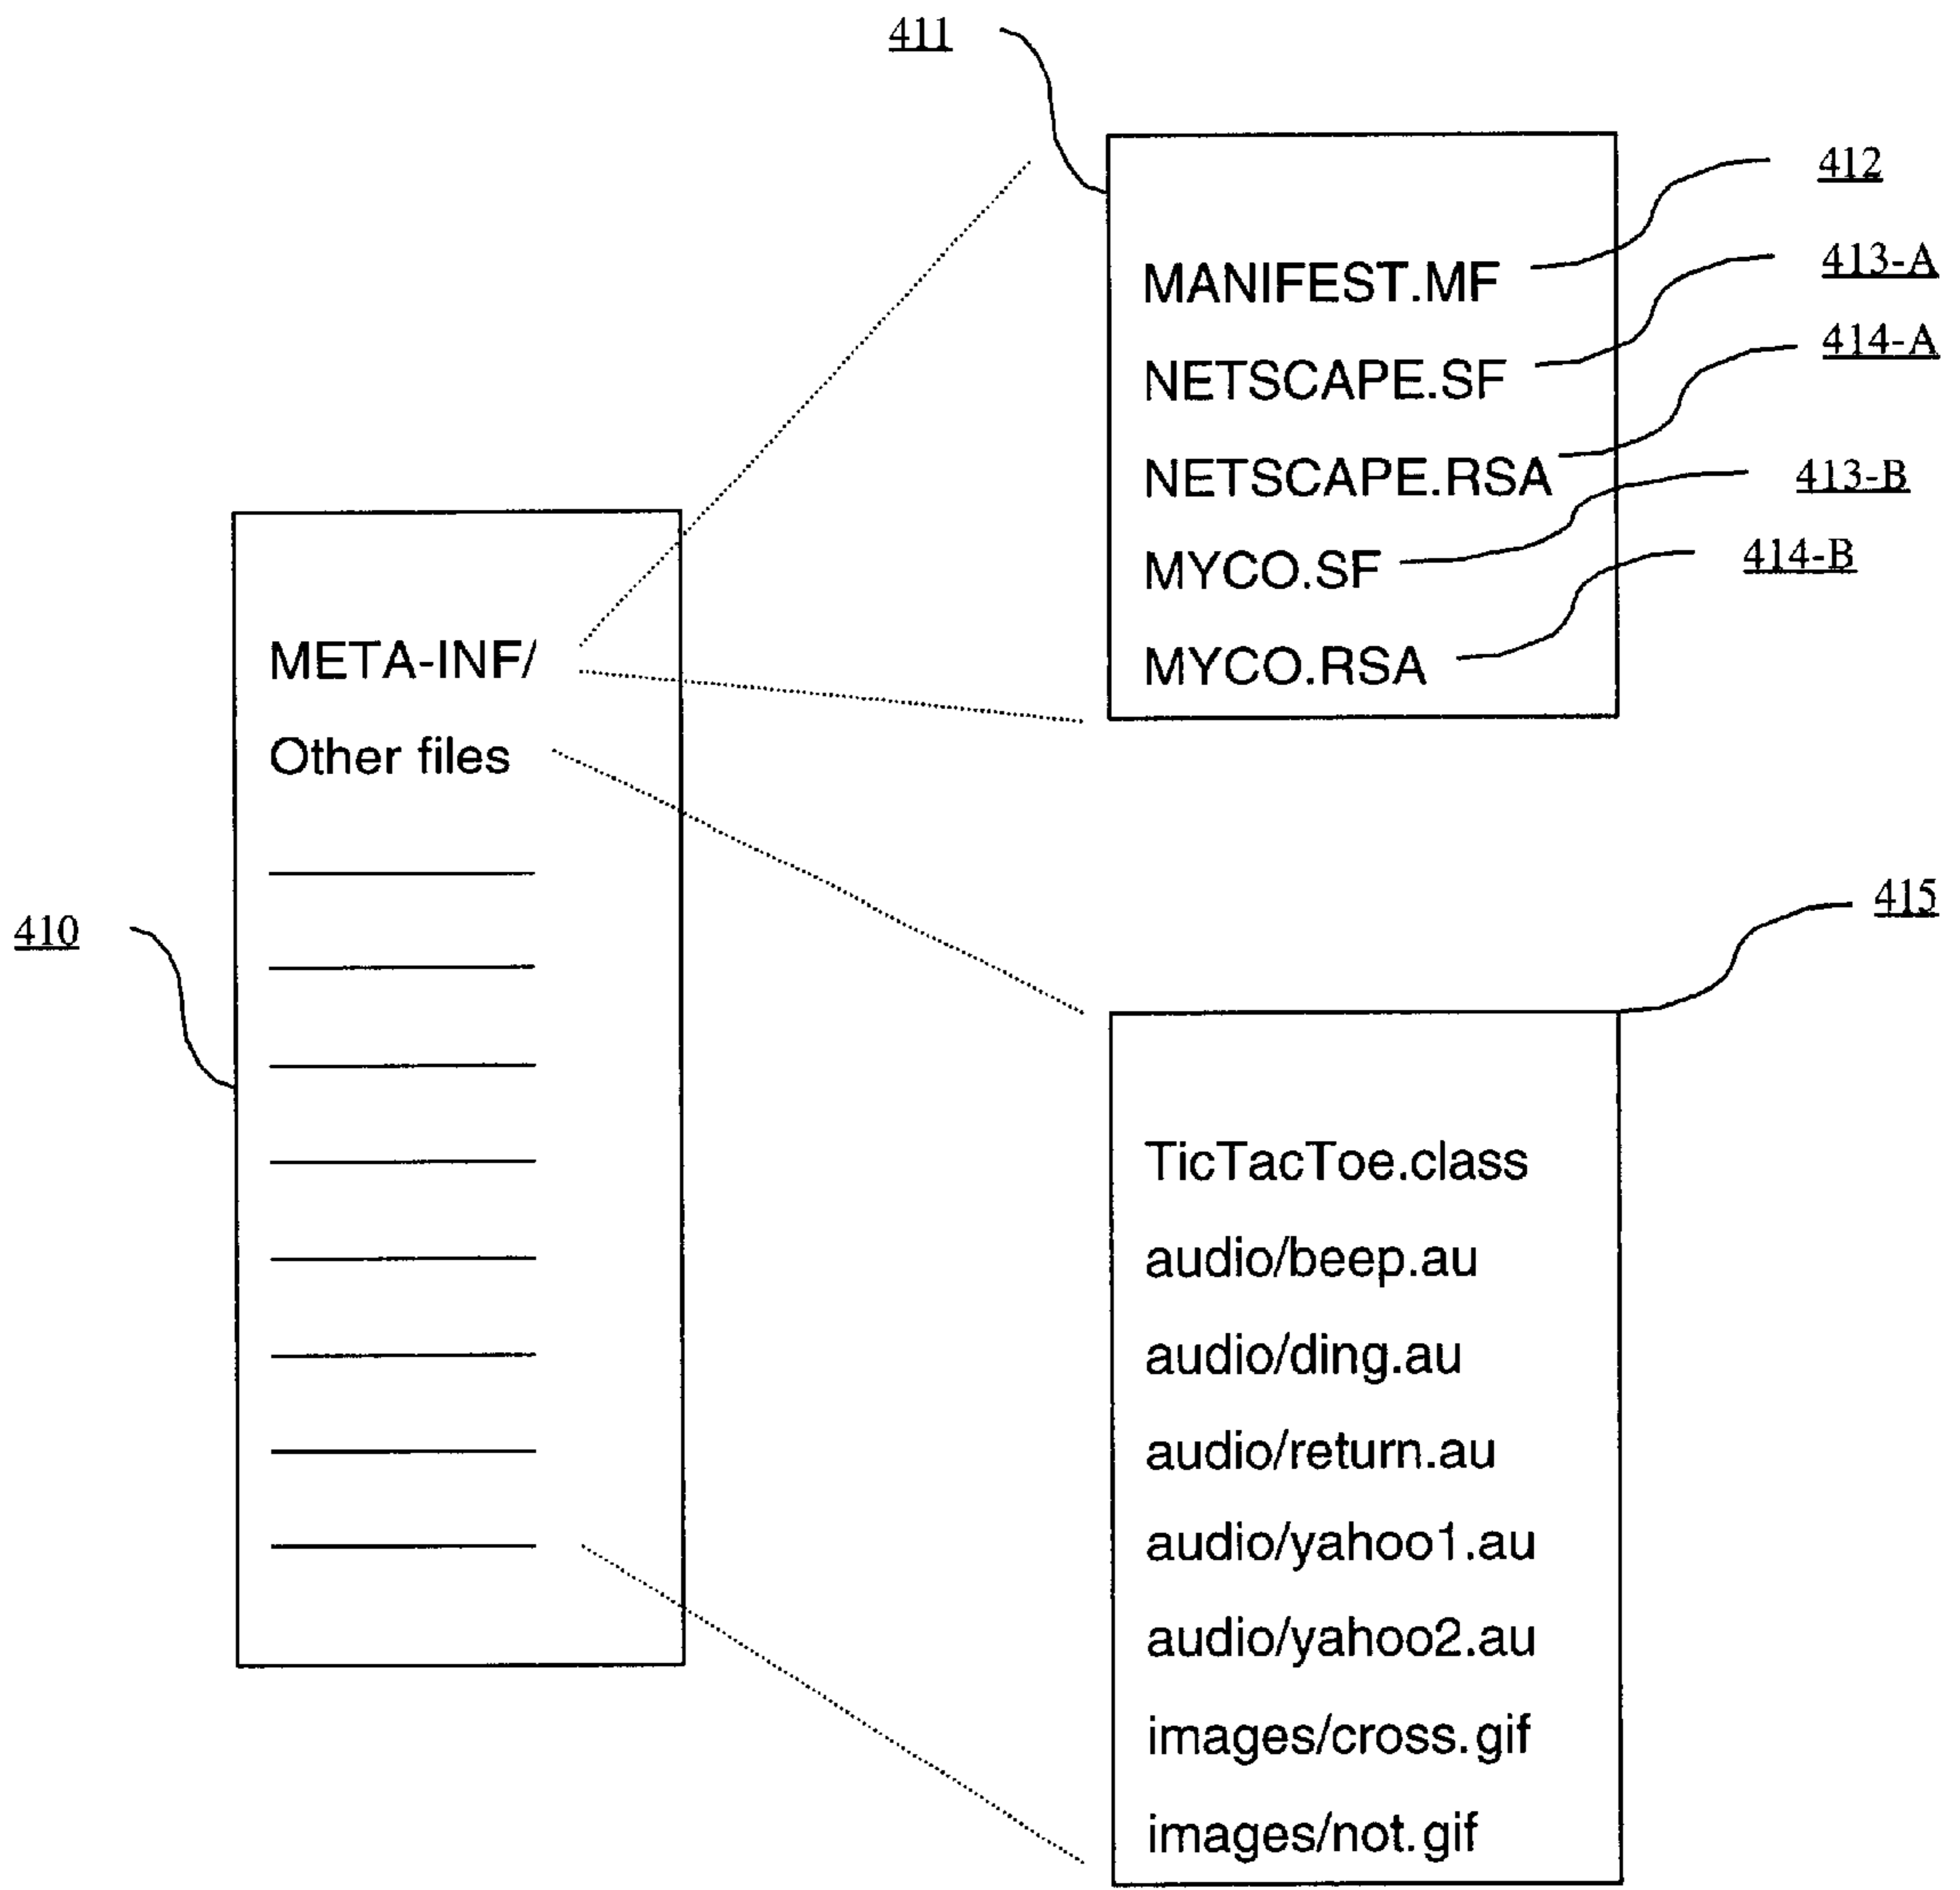 411
412
MANIFEST.MF
413-A
NETSCAPE.SF
414-A
NETSCAPE.RSA
413-B
MYCO.SF
414-B
MYCO.RSA
META-INF/
Other files
410
415
TicTacToe.class
audio/beep.au
audio/ding.au
audio/return.au
audio/yahoo1.au
audio/yahoo2.au
images/cross.gif
images/not.gif